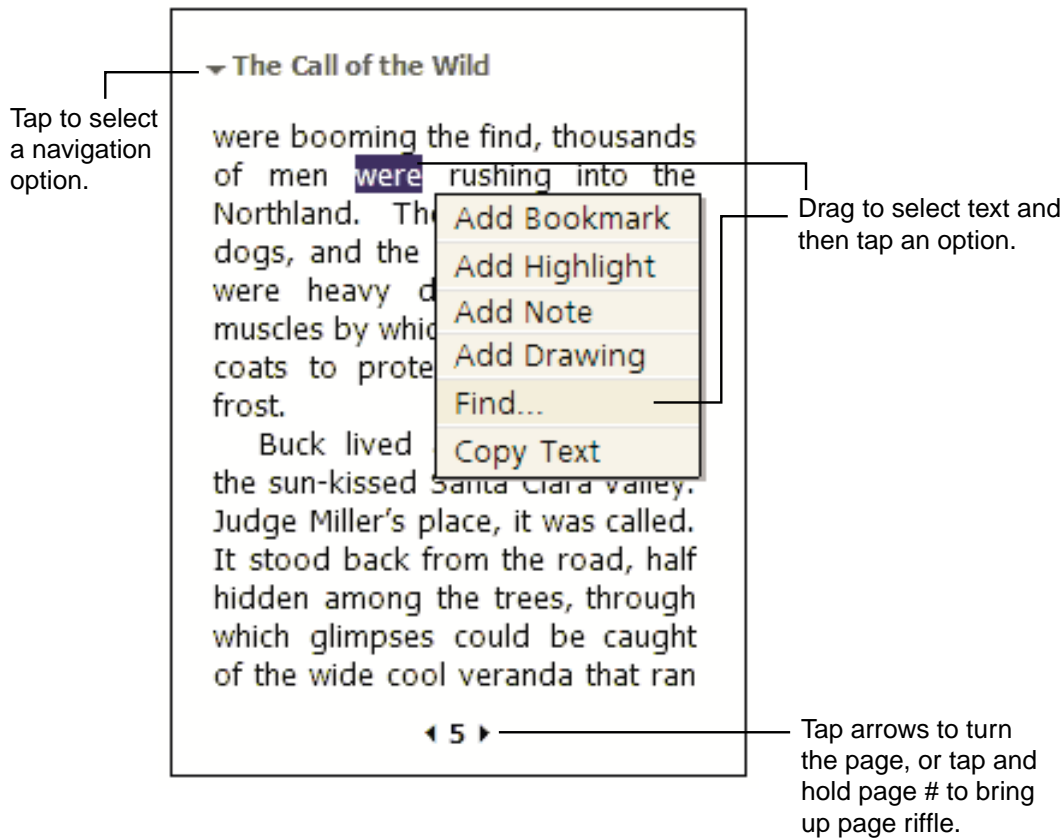 The Call of the Wild
Tap to select
a navigation
option.
were booming the find, thousands
of men were rushing into the
Northland.
dogs, and the
were heavy
muscles by
coats to
frost.
Buck lived
the sun-kissed Santa Clara Valley.
Judge Miller's place, it was called.
It stood back from the road, half
hidden among the trees, through
which glimpses could be caught
of the wide cool veranda that ran
Add Bookmark
Add Highlight
Add Note
Add Drawing
Find...
Copy Text
Drag to select text and
then tap an option.
5
Tap arrows to turn
the page, or tap and
hold page # to bring
up page riffle.